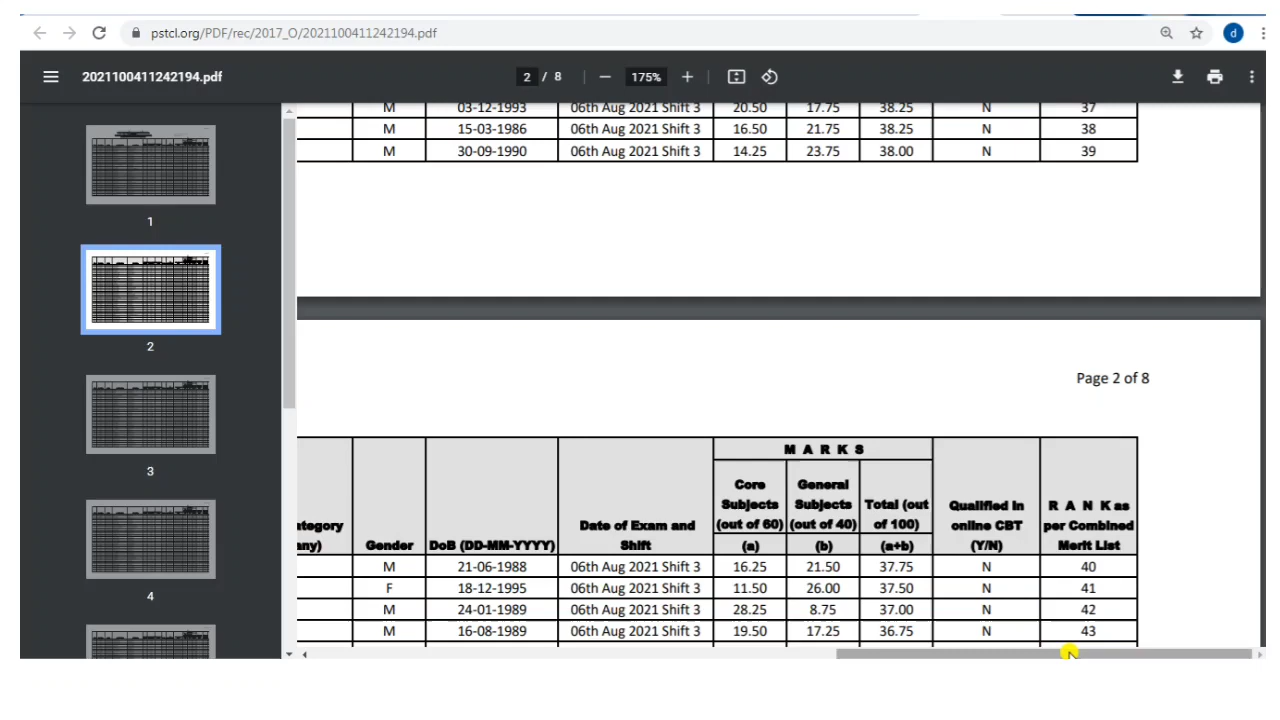 pstcl.org/PDF/rec/2017_O/2021100411242194.pdf
d
2021100411242194.pdf
2 / 8
175%
M 03-12-1993 06th Aug 2021 Shift 3 20.50 17.75 38.25 N 37
M 15-03-1986 06th Aug 2021 Shift 3 16.50 21.75 38.25 N 38
M 30-09-1990 06th Aug 2021 Shift 3 14.25 23.75 38.00 N 39
1
2
3
4
Page 2 of 8
M A R K S
Core General
Subjects Subjects Total (out Qualified in R A N K as
tegory Date of Exam and (out of 60) (out of 40) of 100) online CBT per Combined
any) Gender DoB (DD-MM-YYYY) Shift (a) (b) (a+b) (Y/N) Merit List
M 21-06-1988 06th Aug 2021 Shift 3 16.25 21.50 37.75 N 40
F 18-12-1995 06th Aug 2021 Shift 3 11.50 26.00 37.50 N 41
M 24-01-1989 06th Aug 2021 Shift 3 28.25 8.75 37.00 N 42
M 16-08-1989 06th Aug 2021 Shift 3 19.50 17.25 36.75 N 43